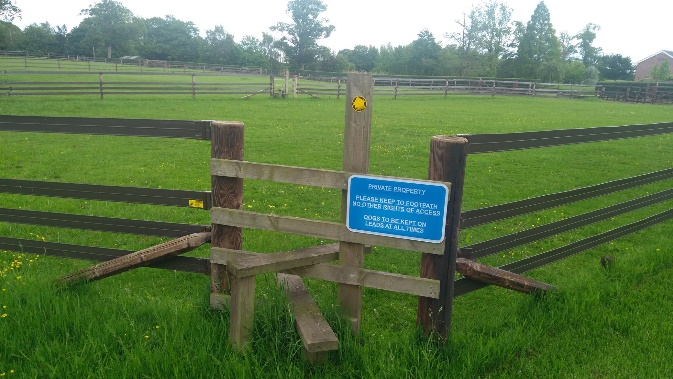 PRIVATE PROPERTY
PLEASE KEEP TO FOOTPATH
NO OTHER RIGHTS OF ACCESS
DOGS TO BE KEPT ON
LEADS AT ALL TIMES